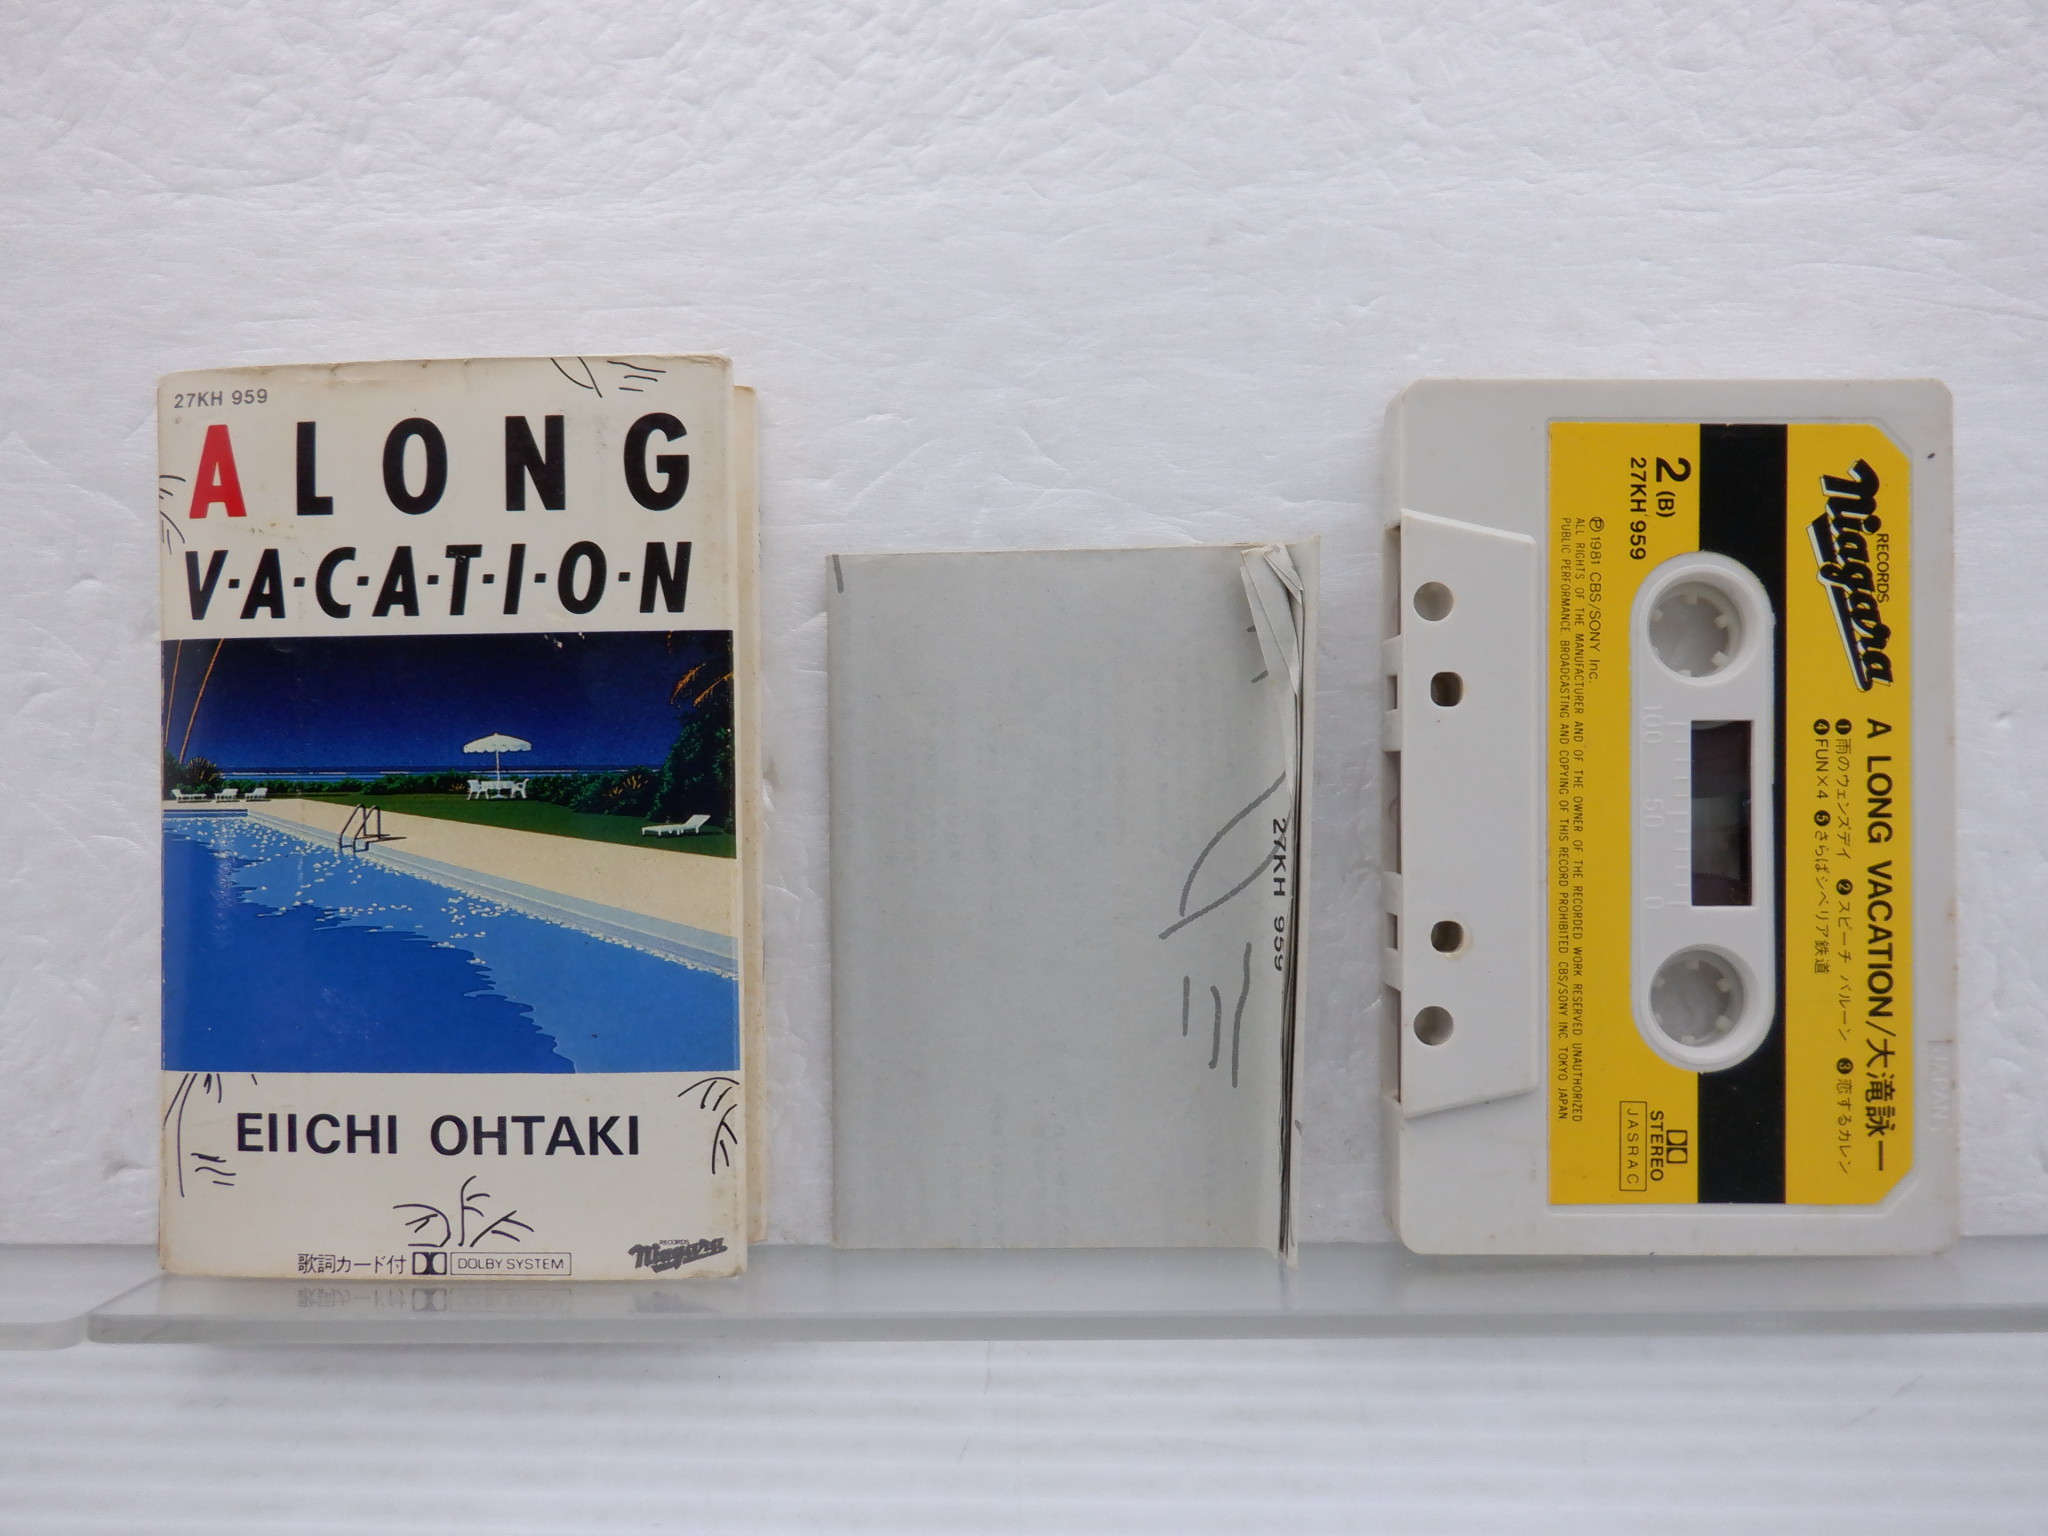 27KH 959
A LONG
V·A·C·A·T·I·O·N
EIICHI OHTAKI
歌詞カード付 DOLBY SYSTEM
RECORDS
Niagara
27KH 959
RECORDS
Niagara
A LONG VACATION/大滝詠一
❶雨のウェンズデイ ❷スピーチ バルーン ❸恋するカレン
❹FUN×4 ❺さらばシベリア鉄道
2(B)
27KH 959
STEREO
JASRAC
Ⓟ1981 CBS/SONY Inc.
ALL RIGHTS OF THE MANUFACTURER AND OF THE OWNER OF THE RECORDED WORK RESERVED UNAUTHORIZED
PUBLIC PERFORMANCE BROADCASTING AND COPYING OF THIS RECORD PROHIBITED CBS/SONY INC TOKYO JAPAN
100 50 0
JAPAN